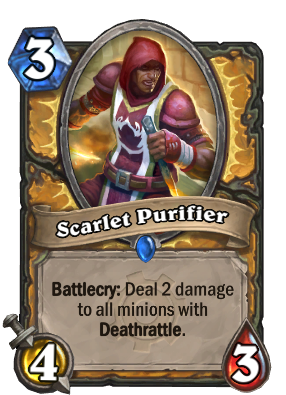 3
Scarlet Purifier
Battlecry: Deal 2 damage
to all minions with
Deathrattle.
4
3